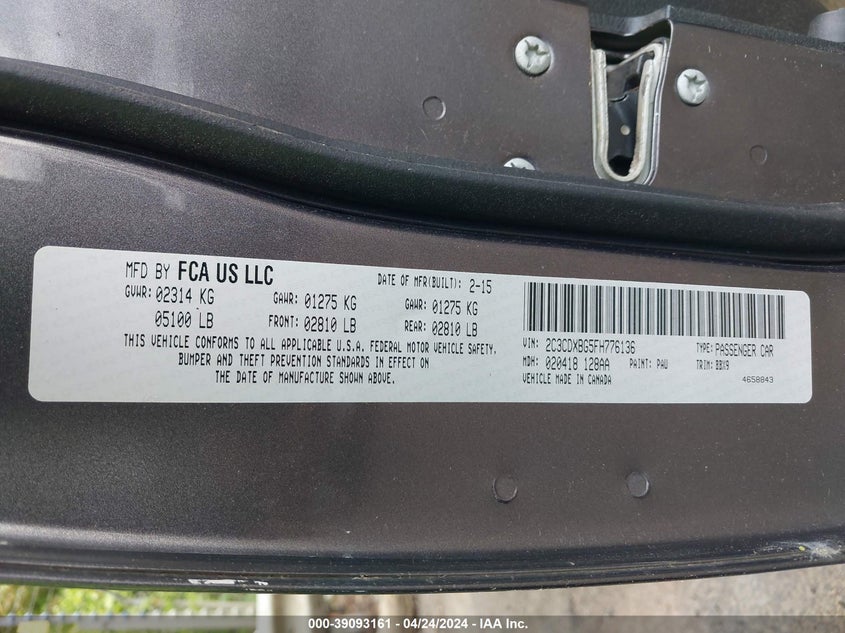 MFD BY FCA US LLC
DATE OF MFR(BUILT): 2-15
GVWR: 02314 KG
GAWR: 01275 KG
GAWR: 01275 KG
05100 LB
FRONT: 02810 LB
REAR: 02810 LB
THIS VEHICLE CONFORMS TO ALL APPLICABLE U.S.A. FEDERAL MOTOR VEHICLE SAFETY,
BUMPER AND THEFT PREVENTION STANDARDS IN EFFECT ON
THE DATE OF MANUFACTURE SHOWN ABOVE.
VIN: 2C3CDXBG5FH776136
TYPE: PASSENGER CAR
MDH: 020418 128AA
PAINT: PAU
TRIM: BBX9
VEHICLE MADE IN CANADA
4658843
000-39093161 - 04/24/2024 - IAA Inc.